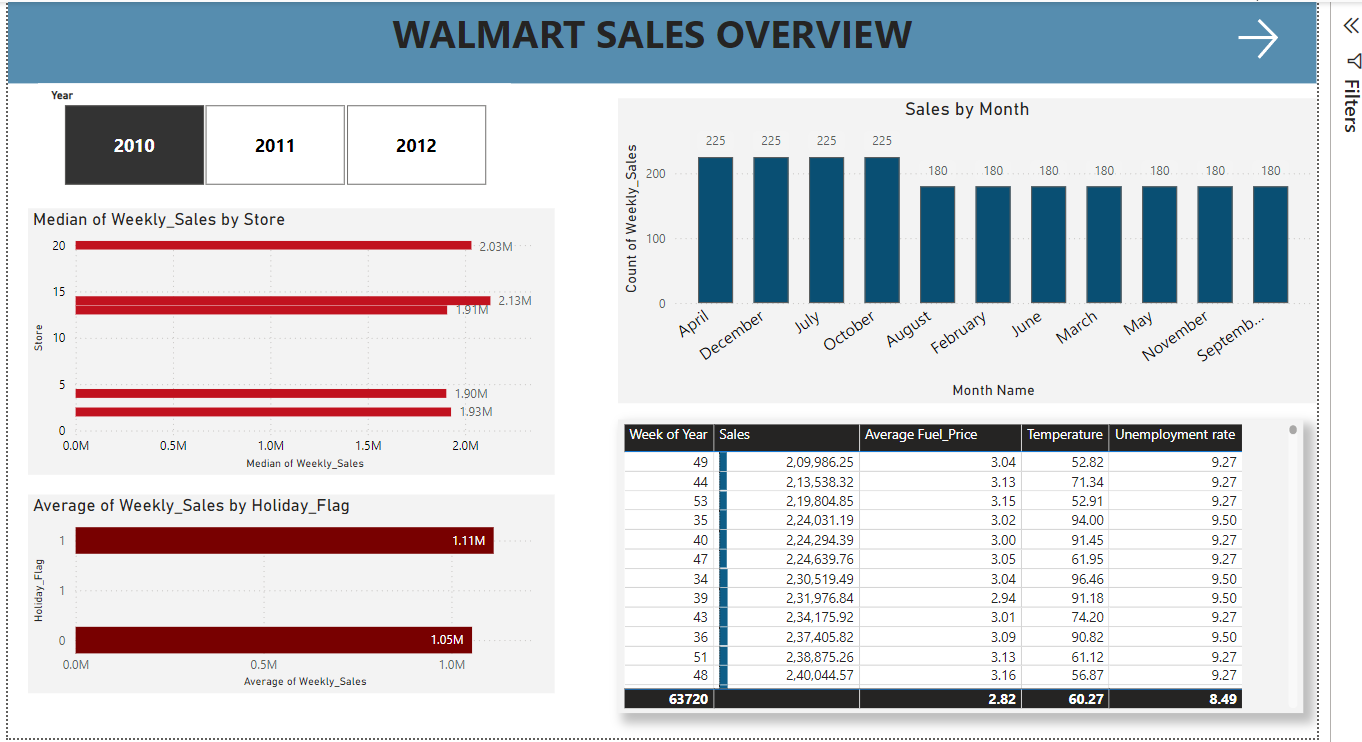 WALMART SALES OVERVIEW
Filters
Year
2010 2011 2012
Median of Weekly_Sales by Store
Store
20 2.03M
15 2.13M
1.91M
10
5 1.90M
1.93M
0
0.0M 0.5M 1.0M 1.5M 2.0M
Median of Weekly_Sales
Average of Weekly_Sales by Holiday_Flag
Holiday_Flag
1 1.11M
1
0 1.05M
0.0M 0.5M 1.0M
Average of Weekly_Sales
Sales by Month
Count of Weekly_Sales
225 225 225 225 180 180 180 180 180 180 180
200
100
0
April December July October August February June March May November Septemb...
Month Name
Week of Year Sales Average Fuel_Price Temperature Unemployment rate
49 2,09,986.25 3.04 52.82 9.27
44 2,13,538.32 3.13 71.34 9.27
53 2,19,804.85 3.15 52.91 9.27
35 2,24,031.19 3.02 94.00 9.50
40 2,24,294.39 3.00 91.45 9.27
47 2,24,639.76 3.05 61.95 9.27
34 2,30,519.49 3.04 96.46 9.50
39 2,31,976.84 2.94 91.18 9.50
43 2,34,175.92 3.01 74.20 9.27
36 2,37,405.82 3.09 90.82 9.50
51 2,38,875.26 3.13 61.12 9.27
48 2,40,044.57 3.16 56.87 9.27
63720 2.82 60.27 8.49